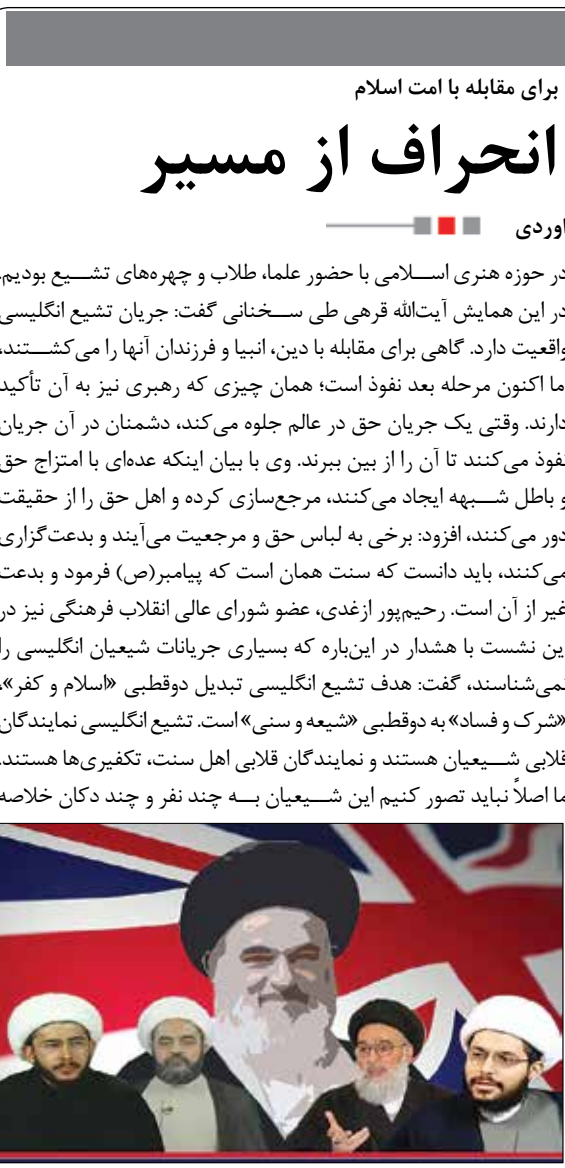 برای مقابله با امت اسلام
انحراف از مسیر
اوردی
در حوزه هنری اسلامی با حضور علما، طلاب و چهره‌های تشیع بودیم.
در این همایش آیت‌الله قرهی طی سخنانی گفت: جریان تشیع انگلیسی
واقعیت دارد. گاهی برای مقابله با دین، انبیا و فرزندان آنها را می‌کشتند،
اما اکنون مرحله بعد نفوذ است؛ همان چیزی که رهبری نیز به آن تأکید
دارند. وقتی یک جریان حق در عالم جلوه می‌کند، دشمنان در آن جریان
نفوذ می‌کنند تا آن را از بین ببرند. وی با بیان اینکه عده‌ای با امتزاج حق
و باطل شبهه ایجاد می‌کنند، مرجع‌سازی کرده و اهل حق را از حقیقت
دور می‌کنند، افزود: برخی به لباس حق و مرجعیت می‌آیند و بدعت‌گزاری
می‌کنند، باید دانست که سنت همان است که پیامبر(ص) فرمود و بدعت
غیر از آن است. رحیم‌پور ازغدی، عضو شورای عالی انقلاب فرهنگی نیز در
این نشست با هشدار در این‌باره که بسیاری جریانات شیعیان انگلیسی را
نمی‌شناسند، گفت: هدف تشیع انگلیسی تبدیل دوقطبی «اسلام و کفر»،
«شرک و فساد» به دوقطبی «شیعه و سنی» است. تشیع انگلیسی نمایندگان
قلابی شیعیان هستند و نمایندگان قلابی اهل سنت، تکفیری‌ها هستند.
ما اصلاً نباید تصور کنیم این شیعیان به چند نفر و چند دکان خلاصه